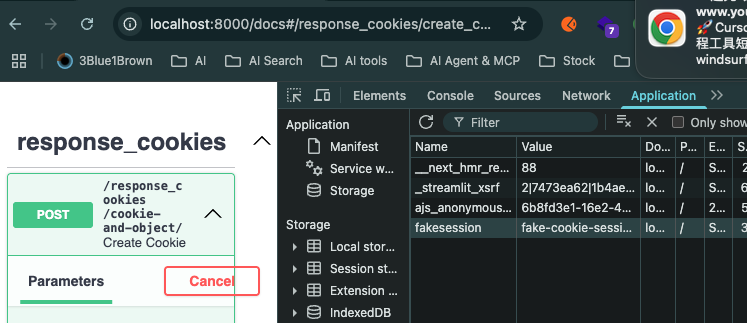 localhost:8000/docs#/response_cookies/create_c...
7
www.yo
🚀 Curso
程工具短
windsurf
3Blue1Brown
AI
AI Search
AI tools
AI Agent & MCP
Stock
response_cookies
POST
/response_c
ookies
/cookie-
and-object/
Create Cookie
Parameters
Cancel
Elements
Console
Sources
Network
Application
Application
Manifest
Service w...
Storage
Storage
Local stor...
Session st...
Extension ...
IndexedDB
Filter
Only show
Name Value Do... P... E... S...
__next_hmr_re... 88 lo... / S... 2
_streamlit_xsrf 2|7473ea62|1b4ae... lo... / S... 6
ajs_anonymous... 6b8fd3e1-16e2-4... lo... / 2... 5
fakesession fake-cookie-sessi... lo... / S... 3